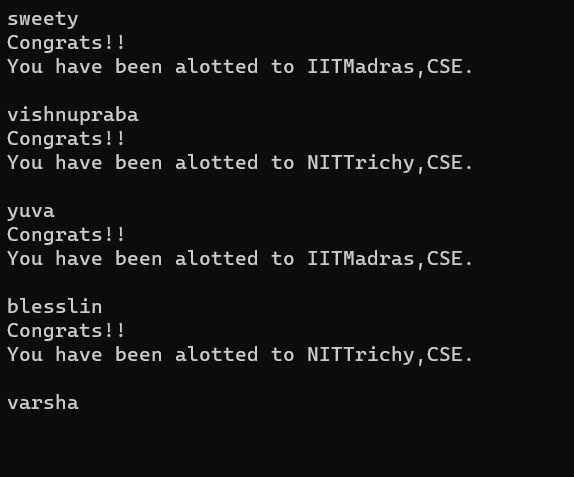 sweety
Congrats!!
You have been alotted to IITMadras,CSE.
vishnupraba
Congrats!!
You have been alotted to NITTrichy,CSE.
yuva
Congrats!!
You have been alotted to IITMadras,CSE.
blesslin
Congrats!!
You have been alotted to NITTrichy,CSE.
varsha